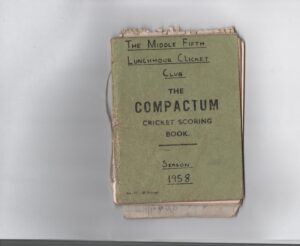 THE MIDDLE FIFTH
LUNCHHOUR CRICKET
CLUB
THE
COMPACTUM
CRICKET SCORING
BOOK.
SEASON
1958